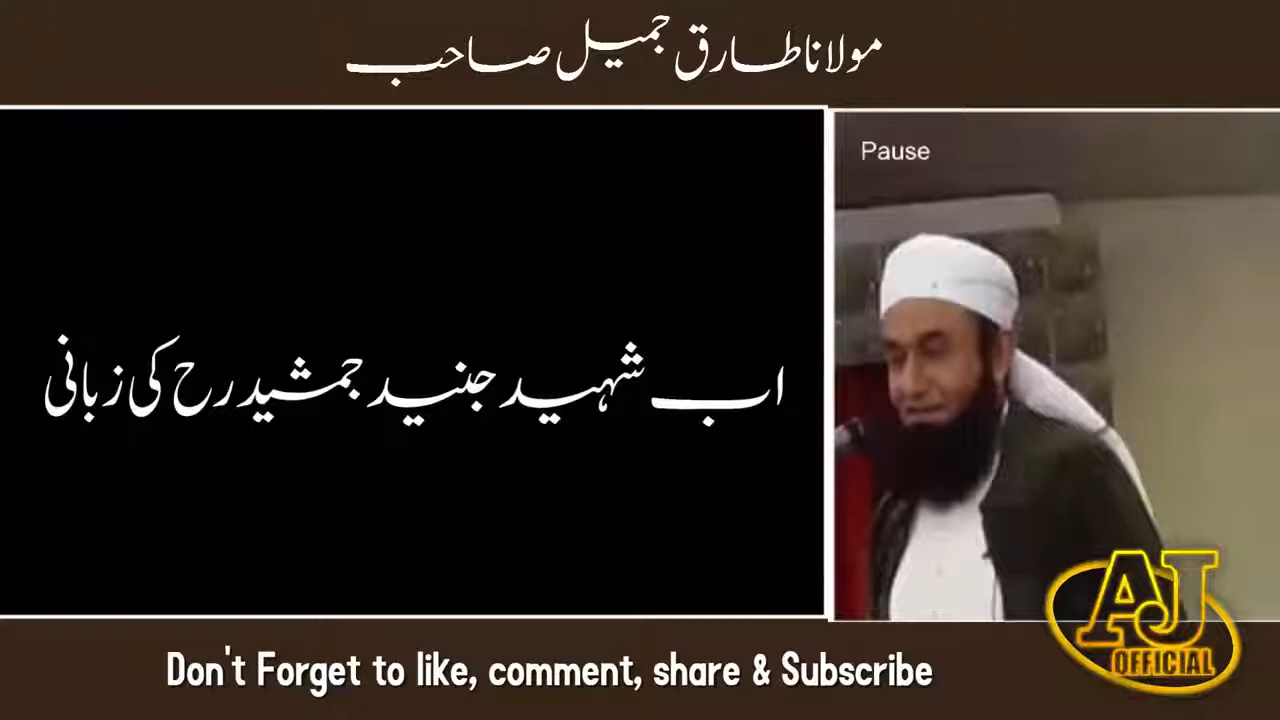 مولانا طارق جمیل صاحب
Pause
اب شہید جنید جمشید رح کی زبانی
AJ
OFFICIAL
Don't Forget to like, comment, share & Subscribe